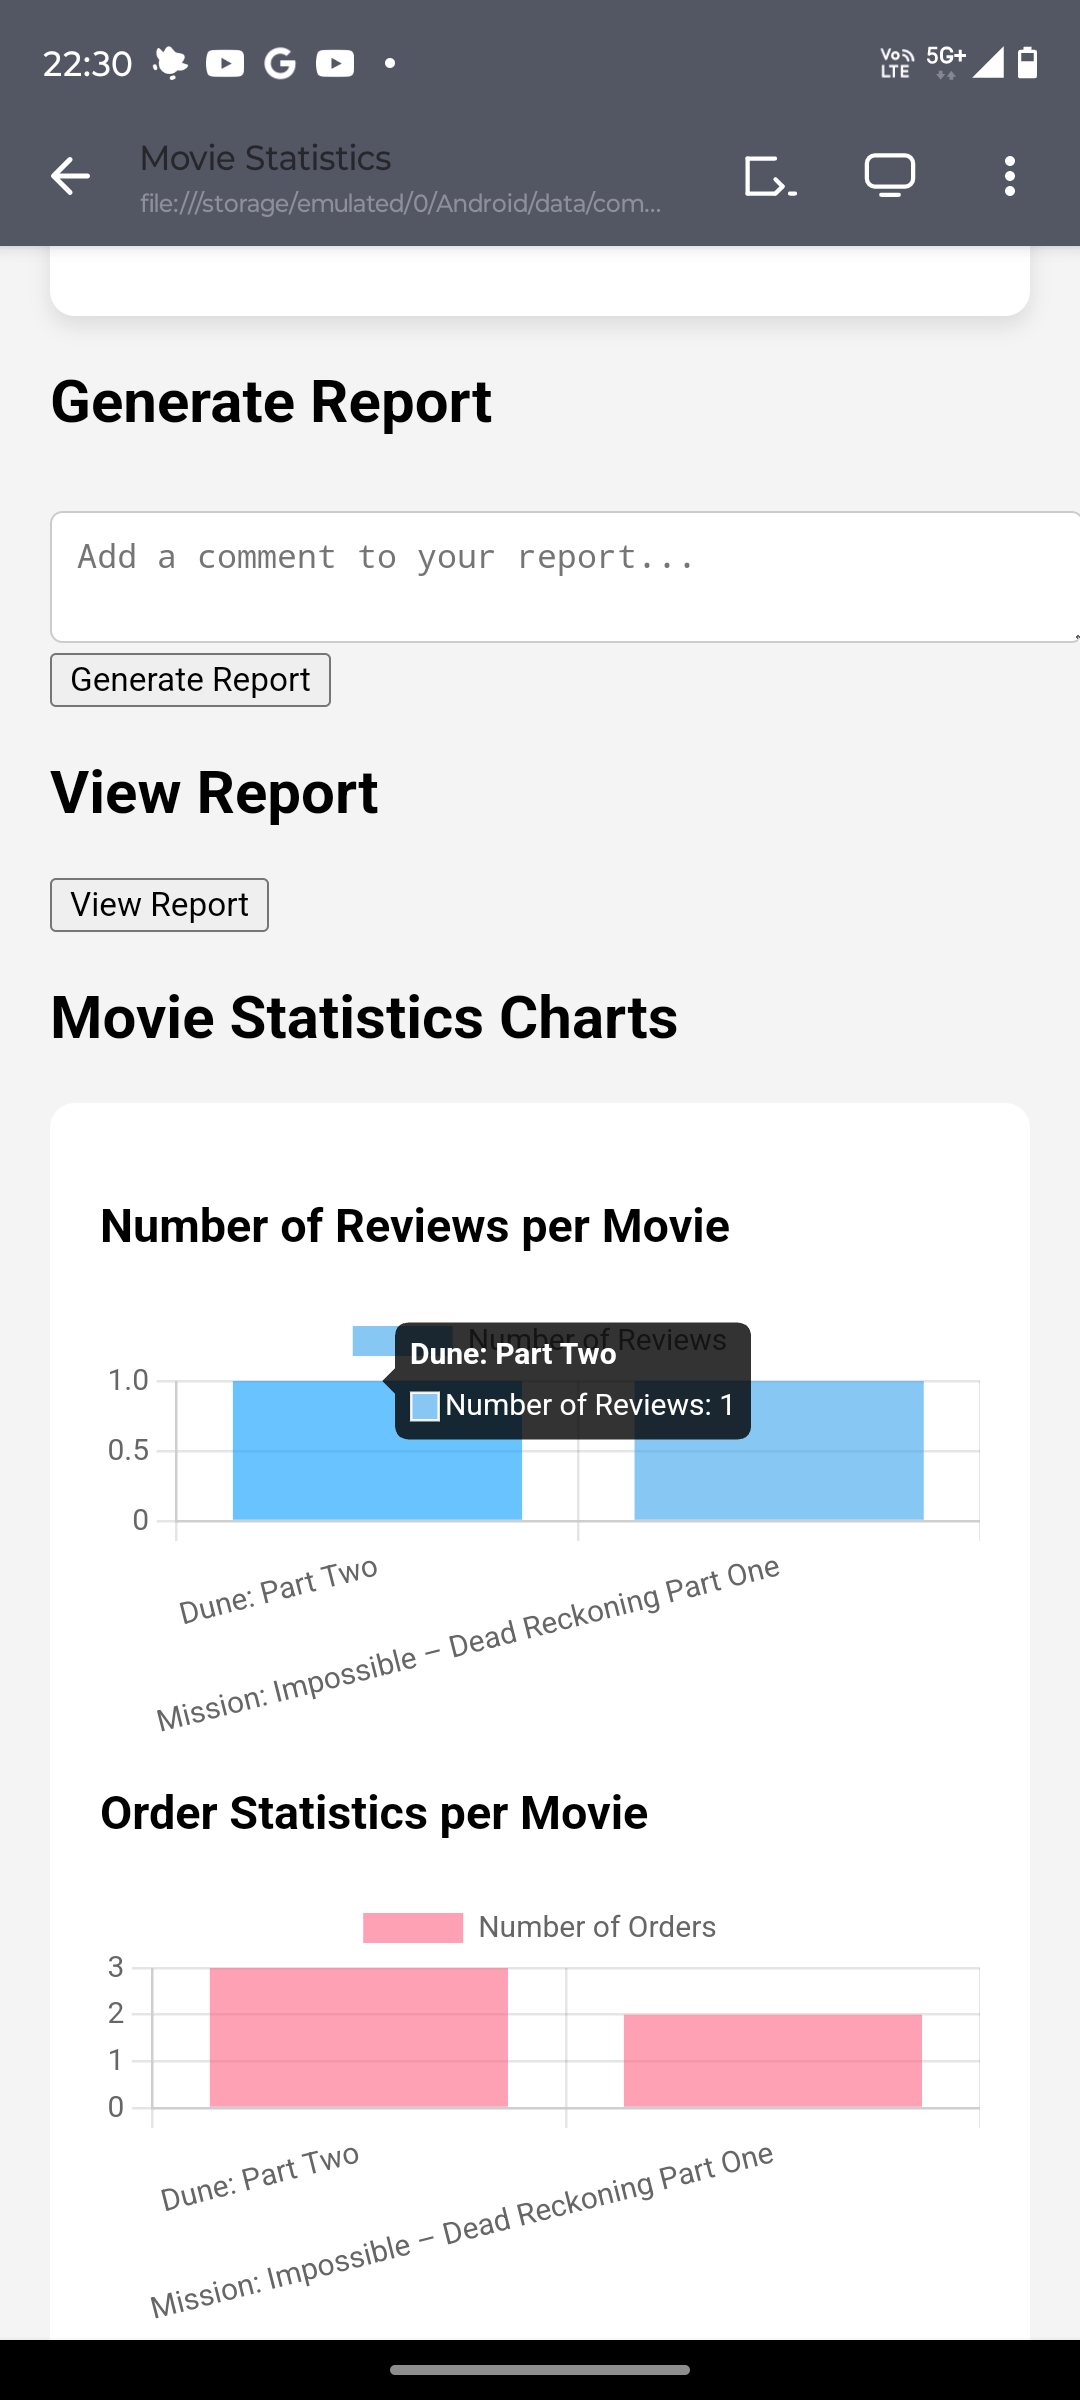 22:30
Vo LTE 5G+
Movie Statistics
file:///storage/emulated/0/Android/data/com...
Generate Report
Add a comment to your report...
Generate Report
View Report
View Report
Movie Statistics Charts
Number of Reviews per Movie
Number of Reviews
Dune: Part Two
Number of Reviews: 1
1.0
0.5
0
Dune: Part Two
Mission: Impossible – Dead Reckoning Part One
Order Statistics per Movie
Number of Orders
3
2
1
0
Dune: Part Two
Mission: Impossible – Dead Reckoning Part One